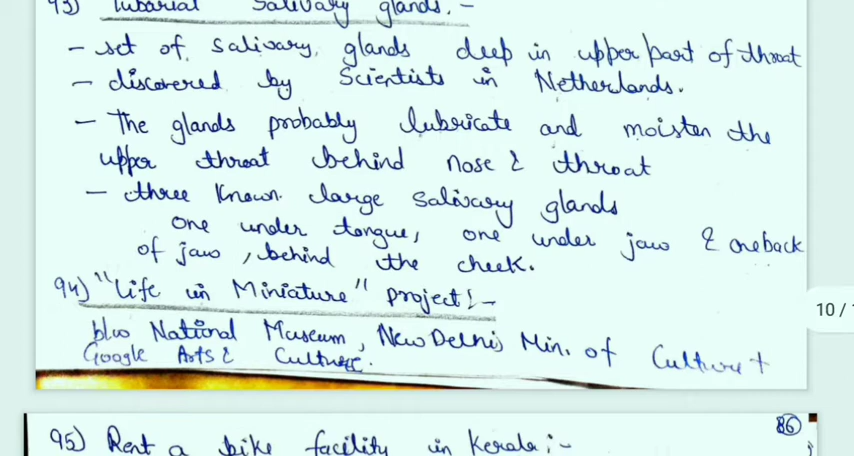 93) Tubarial Salivary glands. -
- set of salivary glands deep in upper part of throat
- discovered by Scientists in Netherlands.
- The glands probably lubricate and moisten the
upper throat behind nose & throat
- three known large salivary glands
one under tongue, one under jaw & one back
of jaw, behind the cheek.
94) "Life in Miniature" project :-
b/w National Museum, New Delhi, Min. of Culture +
Google Arts & Culture.
10 / 1
86
95) Rent a bike facility in Kerala :-